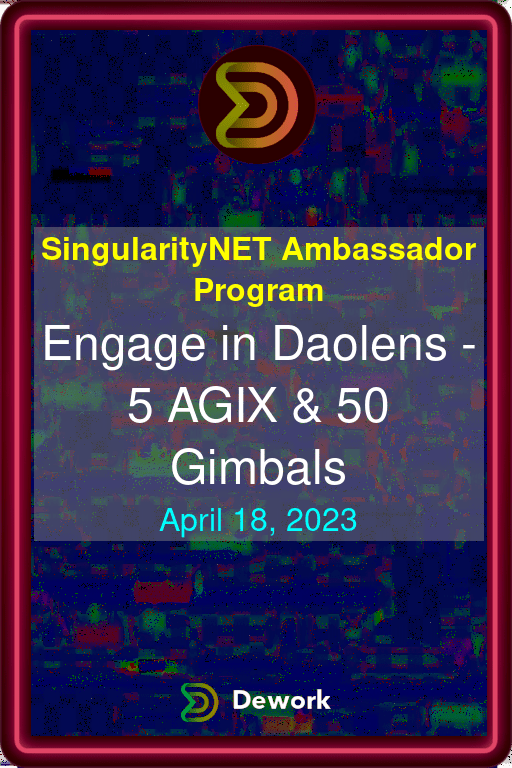 SingularityNET Ambassador
Program
Engage in Daolens -
5 AGIX & 50
Gimbals
April 18, 2023
Dework